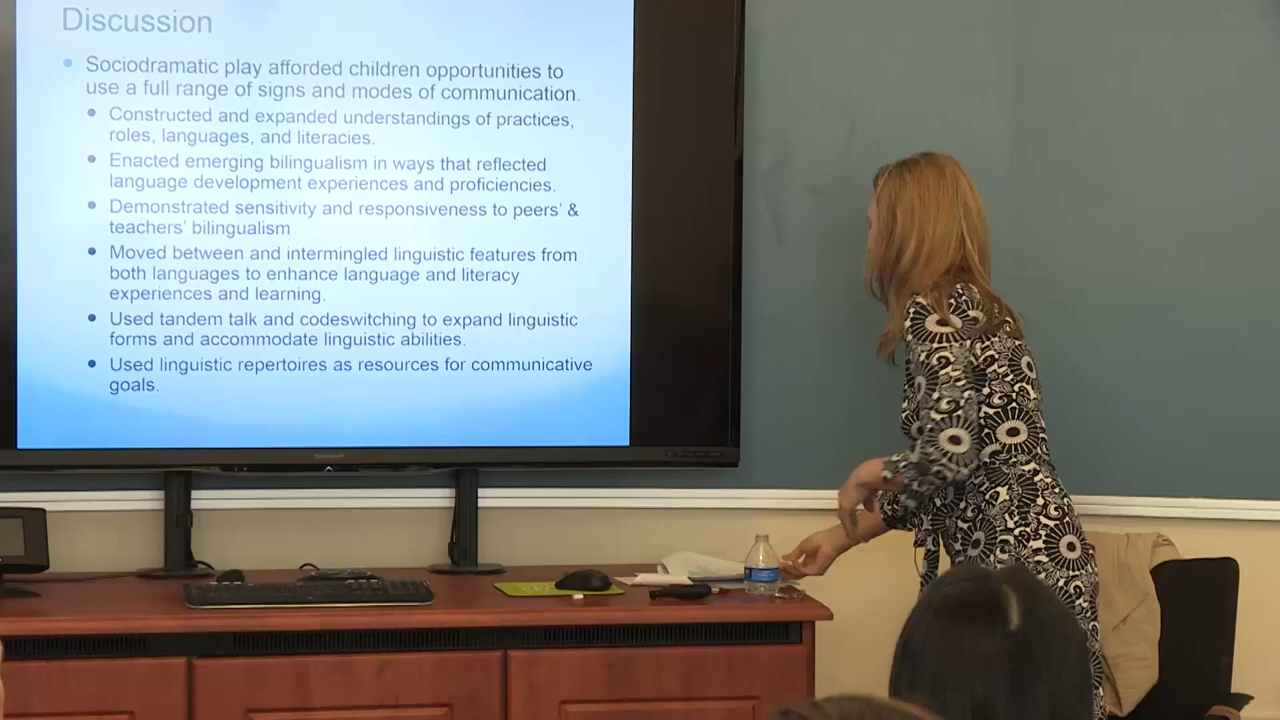 Discussion
Sociodramatic play afforded children opportunities to
use a full range of signs and modes of communication.
Constructed and expanded understandings of practices,
roles, languages, and literacies.
Enacted emerging bilingualism in ways that reflected
language development experiences and proficiencies.
Demonstrated sensitivity and responsiveness to peers' &
teachers' bilingualism
Moved between and intermingled linguistic features from
both languages to enhance language and literacy
experiences and learning.
Used tandem talk and codeswitching to expand linguistic
forms and accommodate linguistic abilities.
Used linguistic repertoires as resources for communicative
goals.